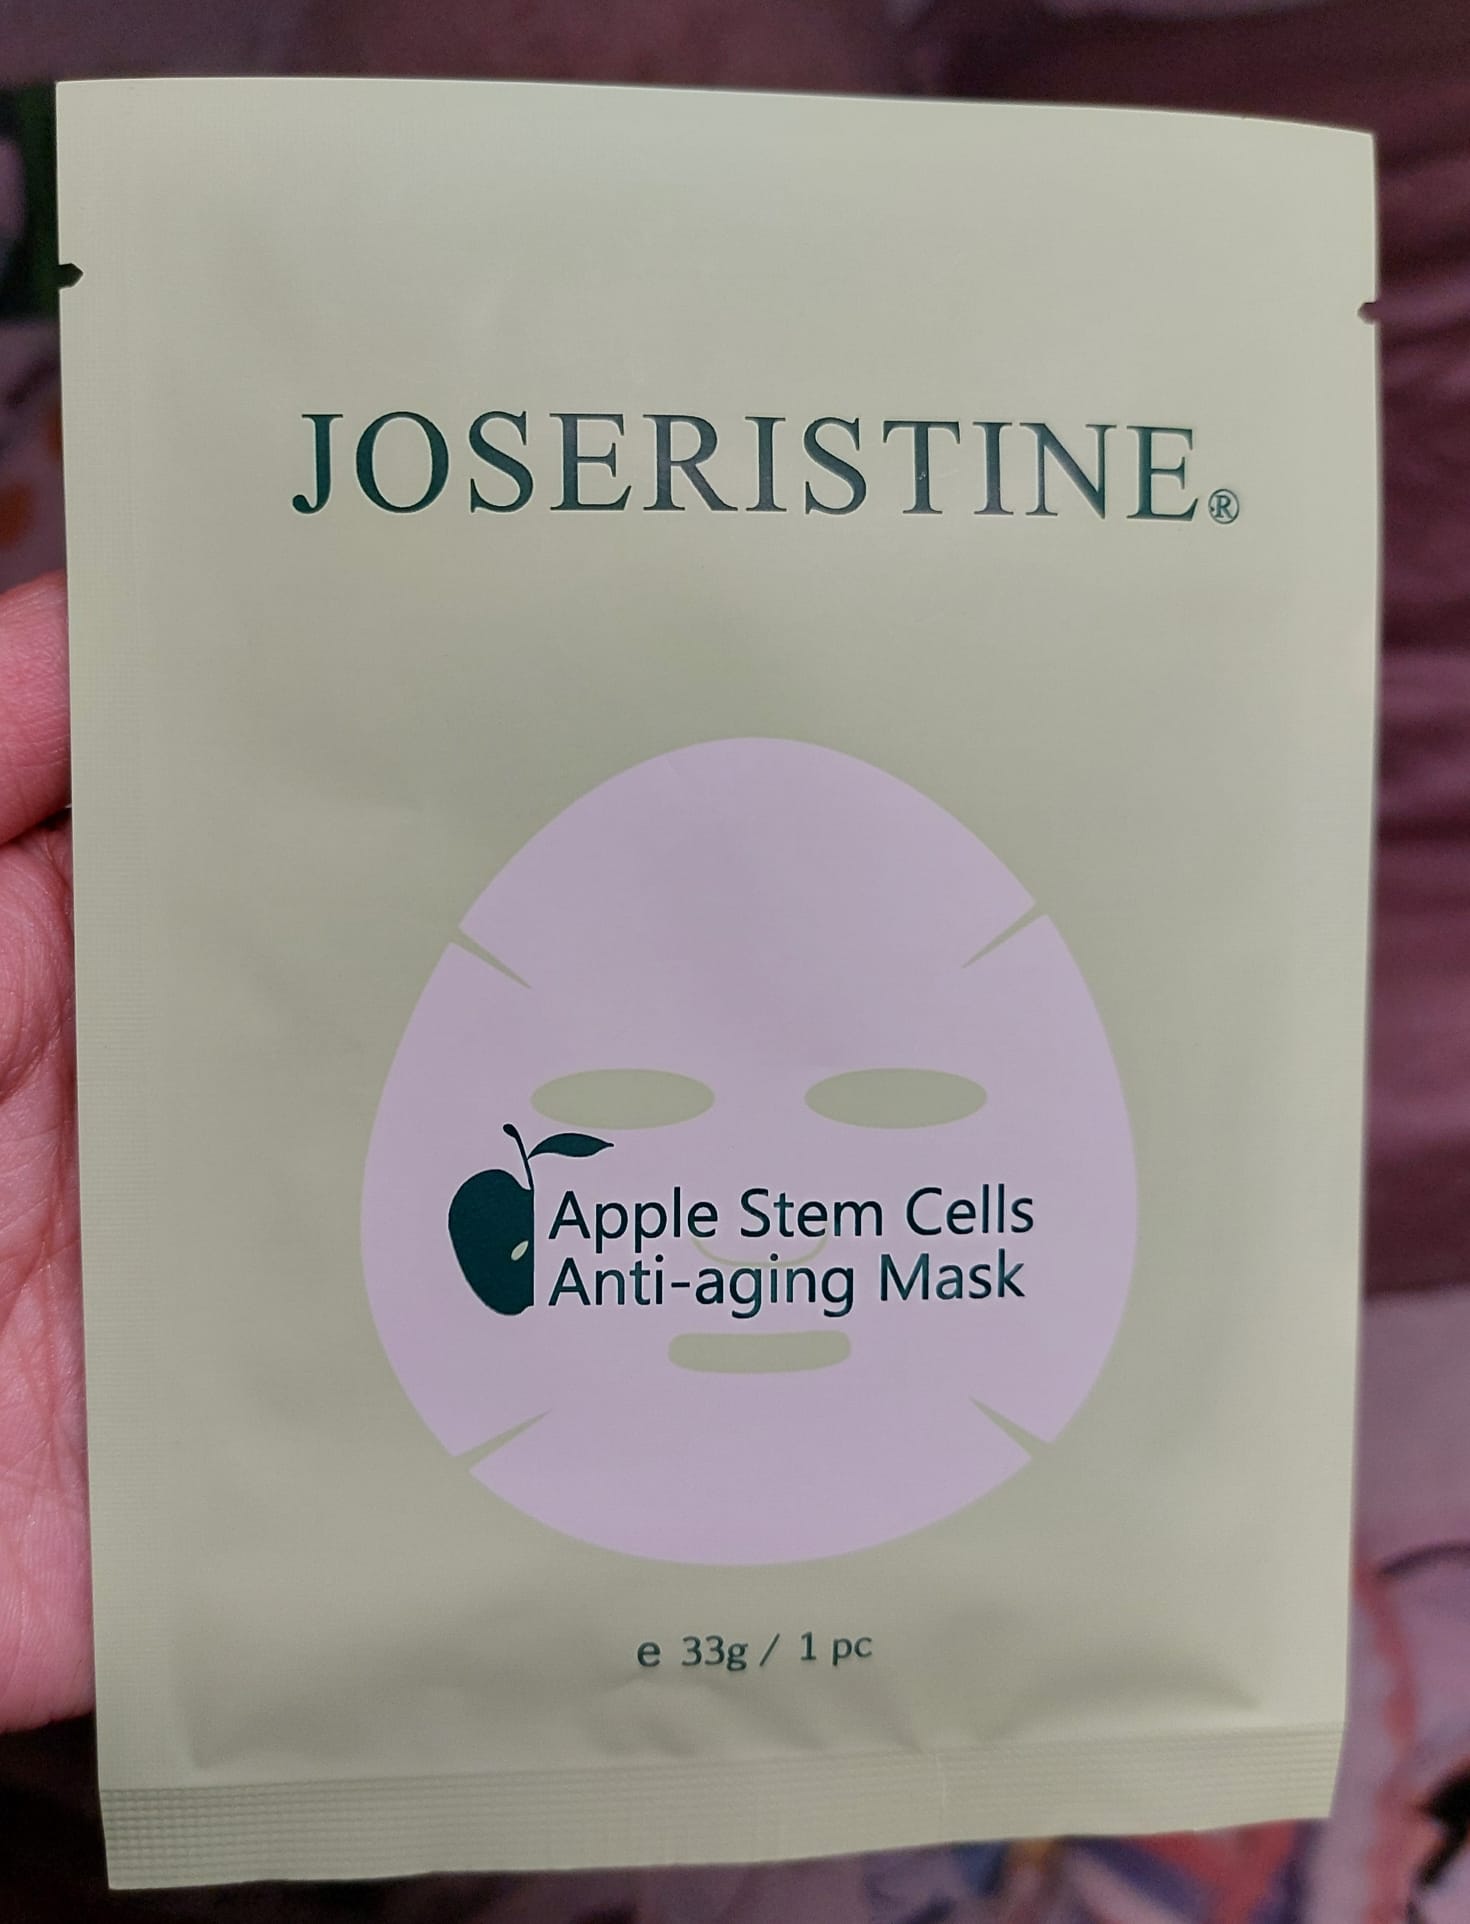 JOSERISTINE®
Apple Stem Cells
Anti-aging Mask
e 33g / 1 pc